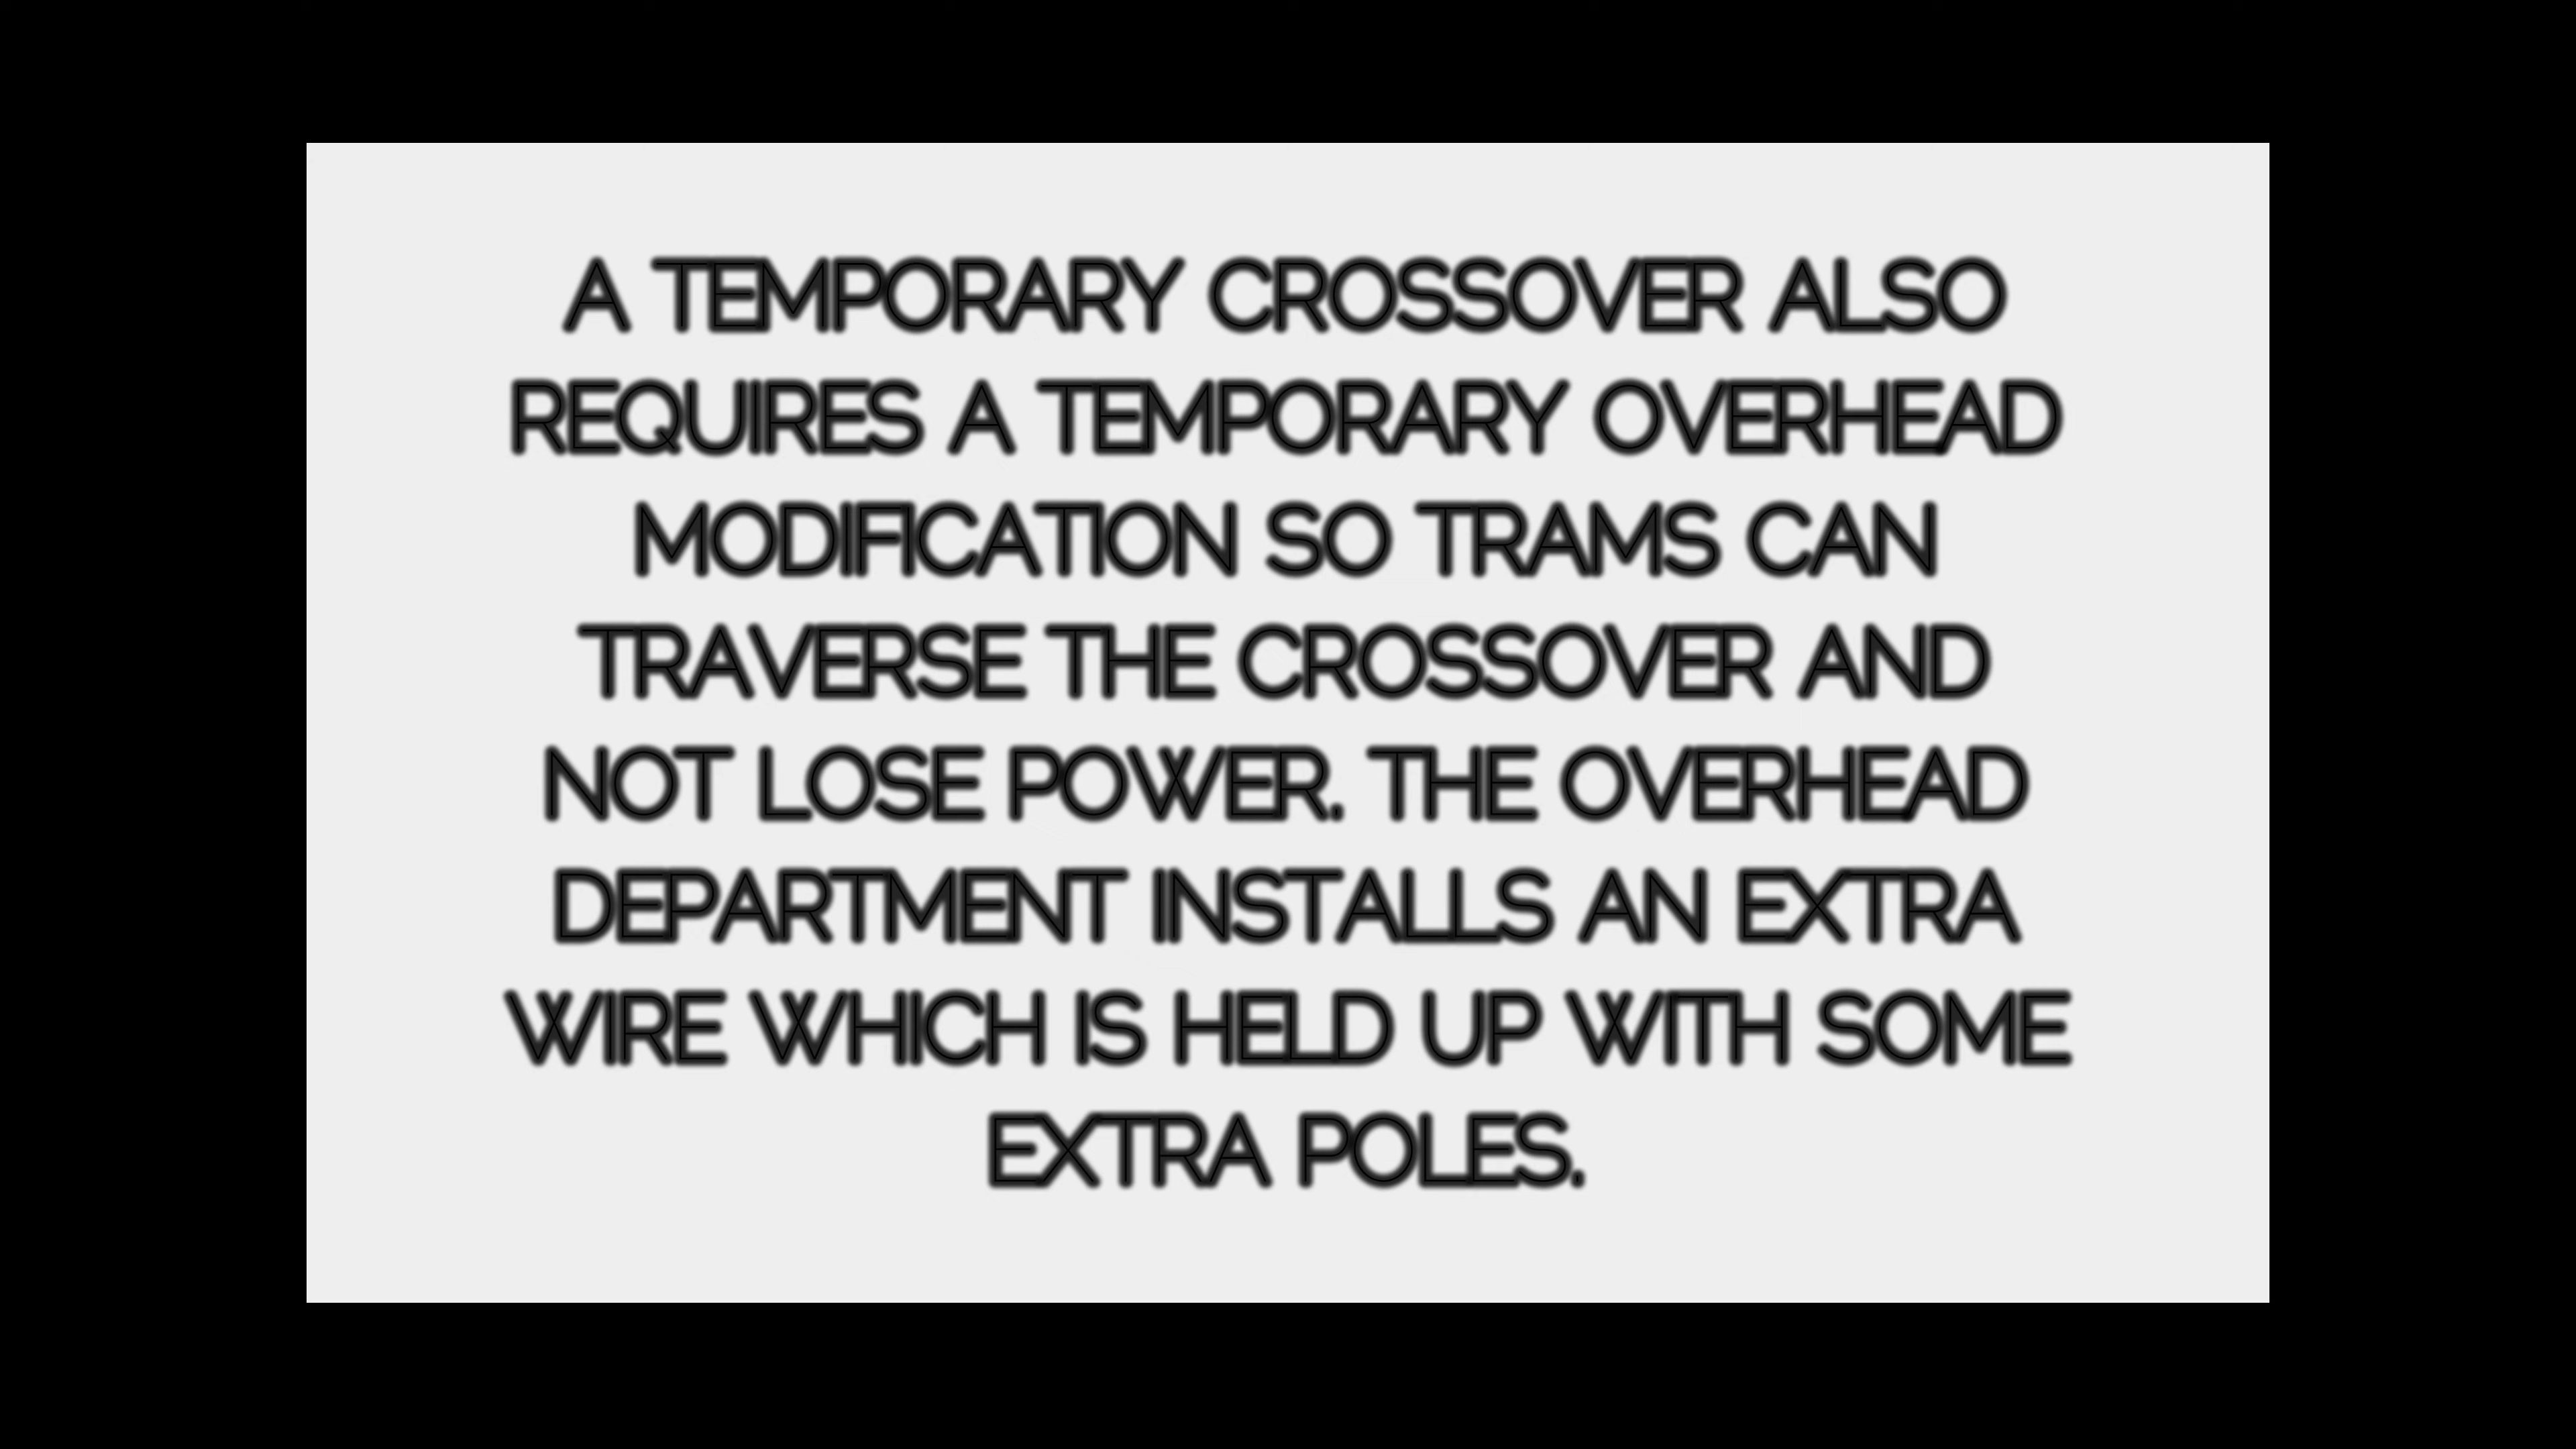 A TEMPORARY CROSSOVER ALSO
REQUIRES A TEMPORARY OVERHEAD
MODIFICATION SO TRAMS CAN
TRAVERSE THE CROSSOVER AND
NOT LOSE POWER. THE OVERHEAD
DEPARTMENT INSTALLS AN EXTRA
WIRE WHICH IS HELD UP WITH SOME
EXTRA POLES.